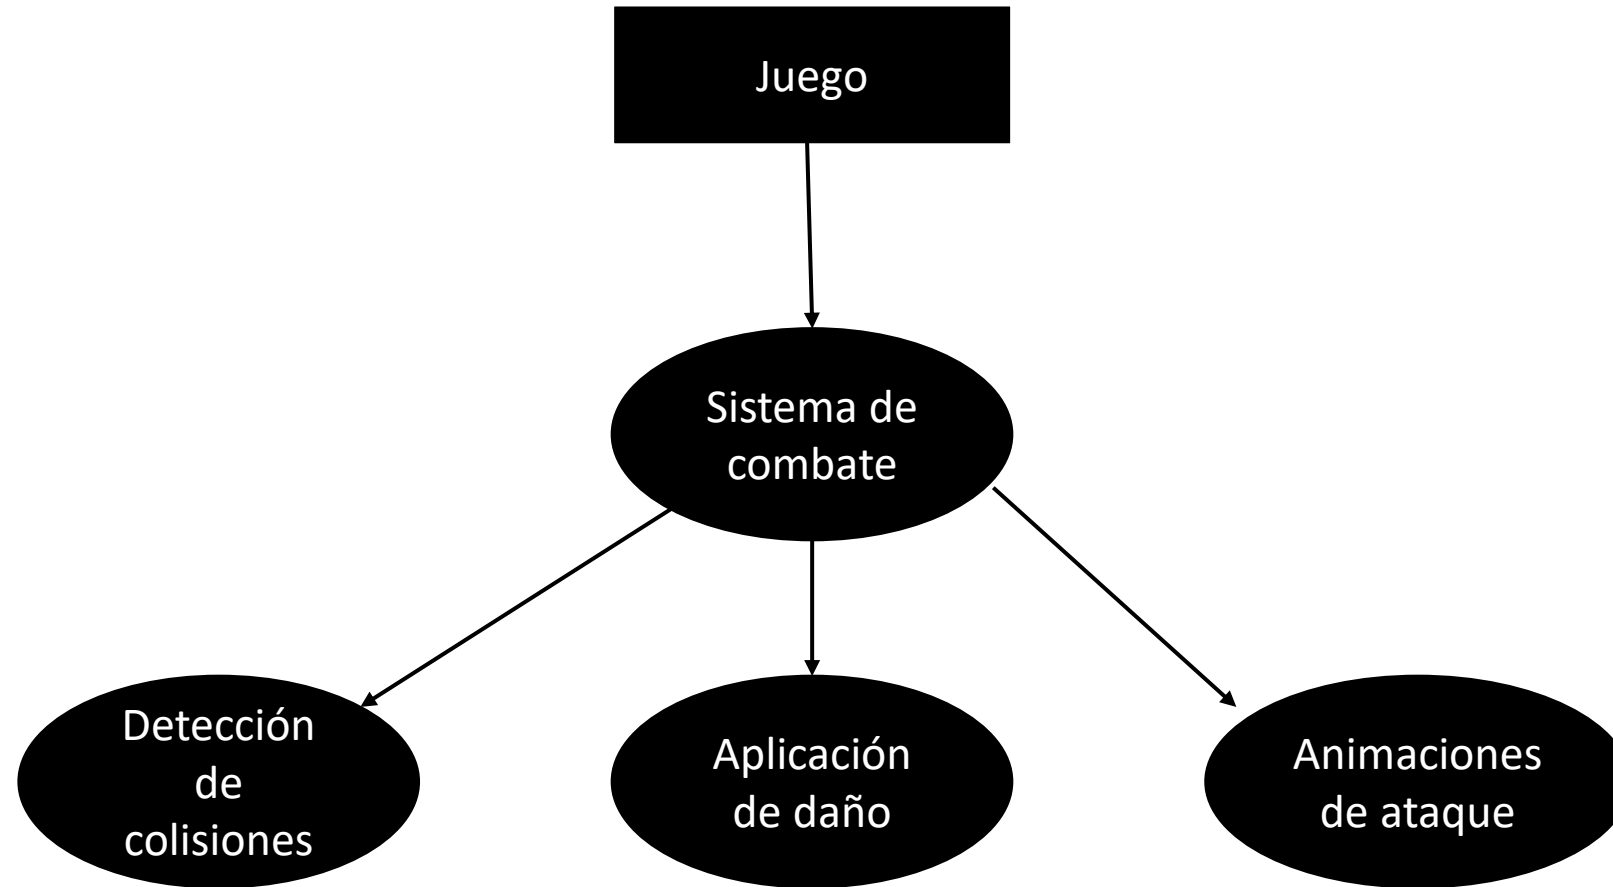 Juego
Sistema de
combate
Detección
de
colisiones
Aplicación
de daño
Animaciones
de ataque